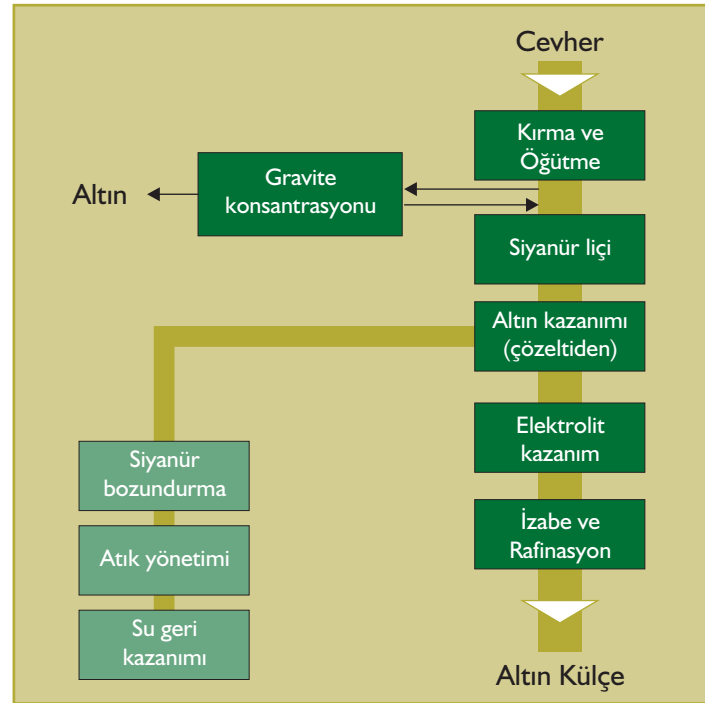 Cevher
Kırma ve
Öğütme
Gravite
konsantrasyonu
Altın
Siyanür liçi
Altın kazanımı
(çözeltiden)
Elektrolit
kazanım
İzabe ve
Rafinasyon
Altın Külçe
Siyanür
bozundurma
Atık yönetimi
Su geri
kazanımı